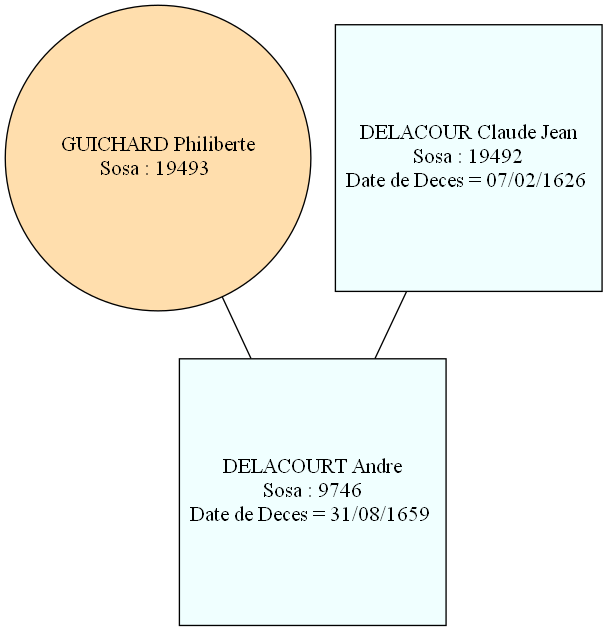 GUICHARD Philiberte
Sosa : 19493
DELACOUR Claude Jean
Sosa : 19492
Date de Deces = 07/02/1626
DELACOURT Andre
Sosa : 9746
Date de Deces = 31/08/1659